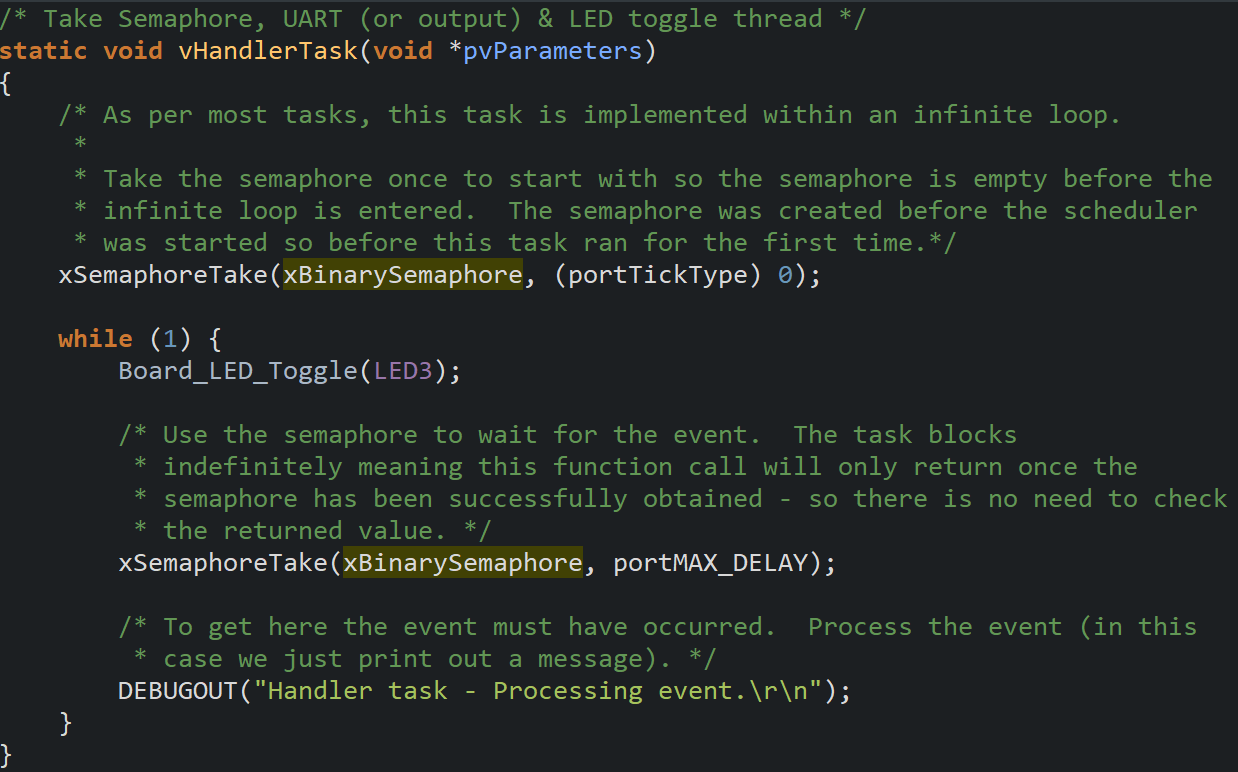 /* Take Semaphore, UART (or output) & LED toggle thread */
static void vHandlerTask(void *pvParameters)
{
    /* As per most tasks, this task is implemented within an infinite loop.
     *
     * Take the semaphore once to start with so the semaphore is empty before the
     * infinite loop is entered.  The semaphore was created before the scheduler
     * was started so before this task ran for the first time.*/
    xSemaphoreTake(xBinarySemaphore, (portTickType) 0);

    while (1) {
        Board_LED_Toggle(LED3);

        /* Use the semaphore to wait for the event.  The task blocks
         * indefinitely meaning this function call will only return once the
         * semaphore has been successfully obtained - so there is no need to check
         * the returned value. */
        xSemaphoreTake(xBinarySemaphore, portMAX_DELAY);

        /* To get here the event must have occurred.  Process the event (in this
         * case we just print out a message). */
        DEBUGOUT("Handler task - Processing event.\r\n");
    }
}